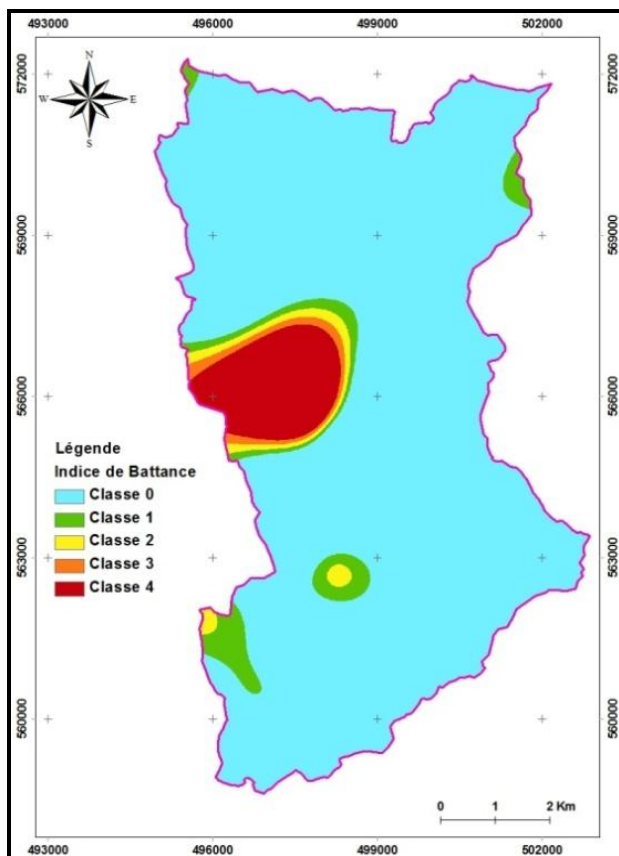 493000 496000 499000 502000
N
W E
S
572000 572000
569000 569000
566000 566000
Légende
Indice de Battance
Classe 0
Classe 1
Classe 2
Classe 3
Classe 4
563000 563000
560000 560000
0 1 2 Km
493000 496000 499000 502000